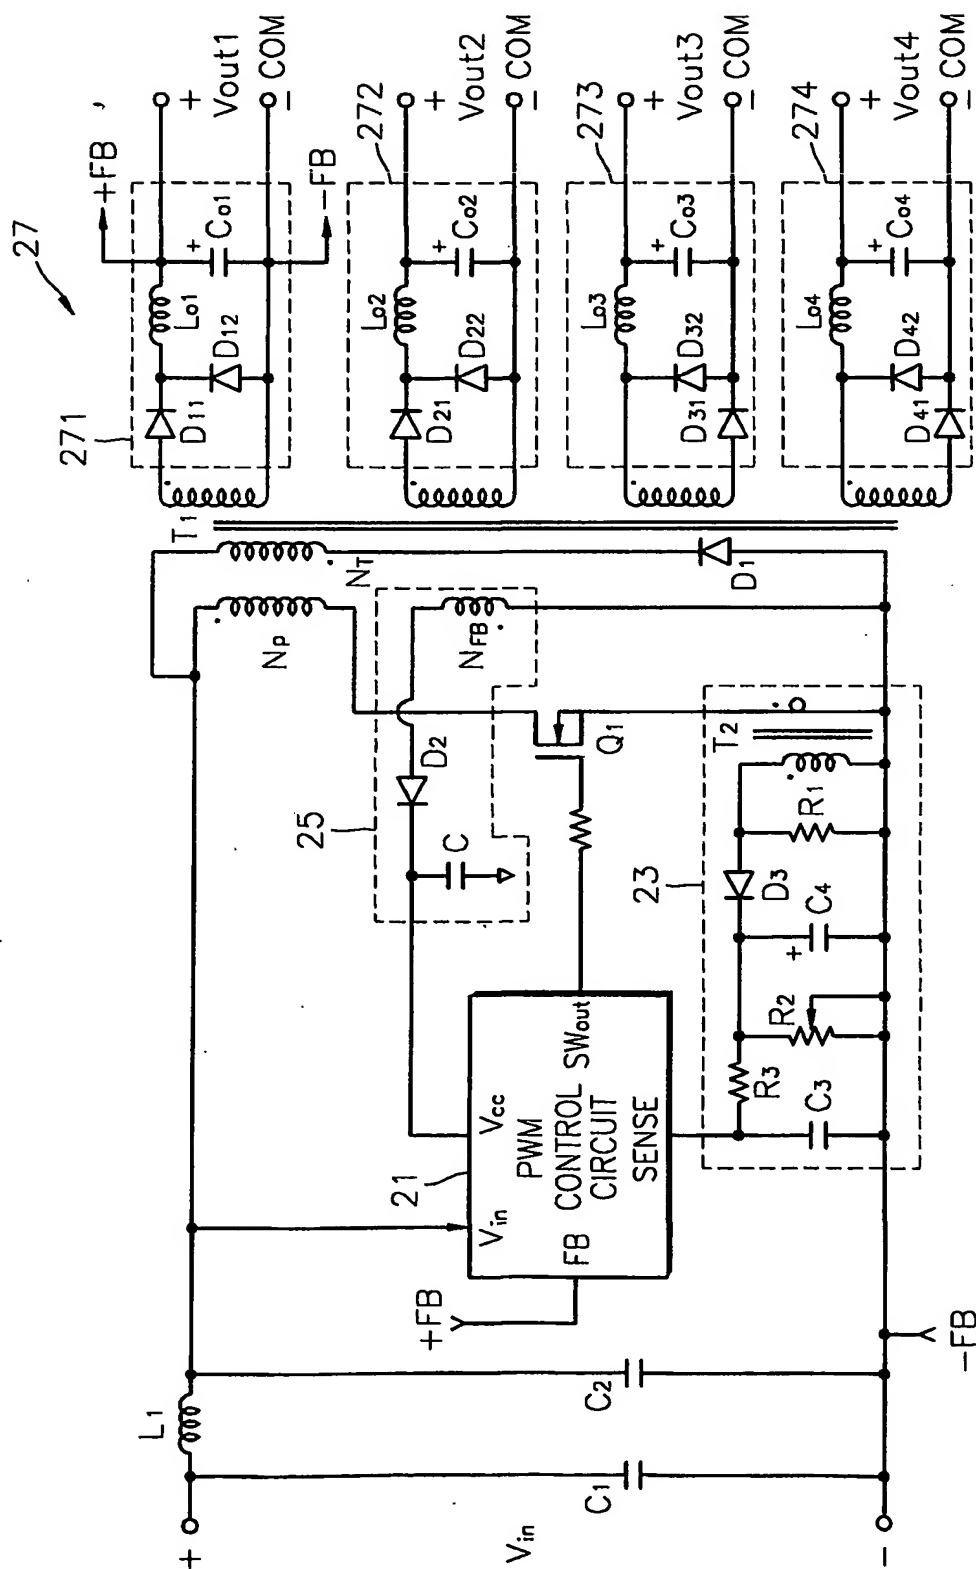 27
271
D11
D12
Lo1
Co1
+FB
-FB
+
+
Vout1
-
COM
272
D21
D22
Lo2
Co2
+
+
Vout2
-
COM
273
D31
D32
Lo3
Co3
+
+
Vout3
-
COM
274
D41
D42
Lo4
Co4
+
+
Vout4
-
COM
T1
NT
NP
D1
25
NFB
D2
C
Q1
23
T2
R1
D3
C4
+
R2
R3
C3
21
Vin
Vcc
PWM
CONTROL
CIRCUIT
FB
SWout
SENSE
+FB
-FB
L1
C2
C1
+
Vin
-